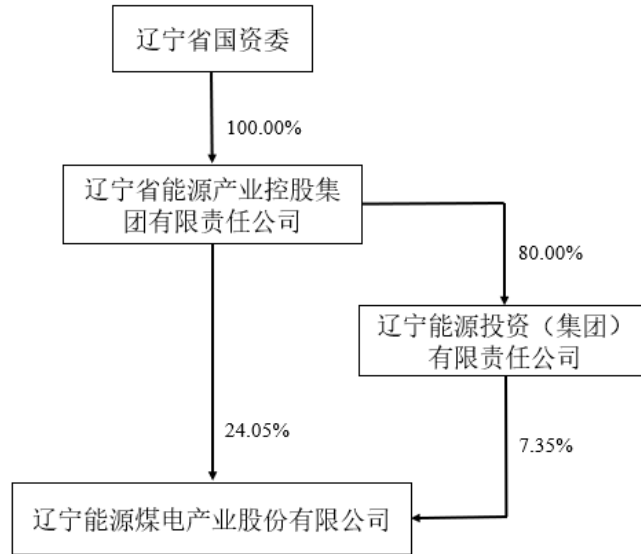 辽宁省国资委
100.00%
辽宁省能源产业控股集
团有限责任公司
80.00%
辽宁能源投资（集团）
有限责任公司
24.05%
7.35%
辽宁能源煤电产业股份有限公司